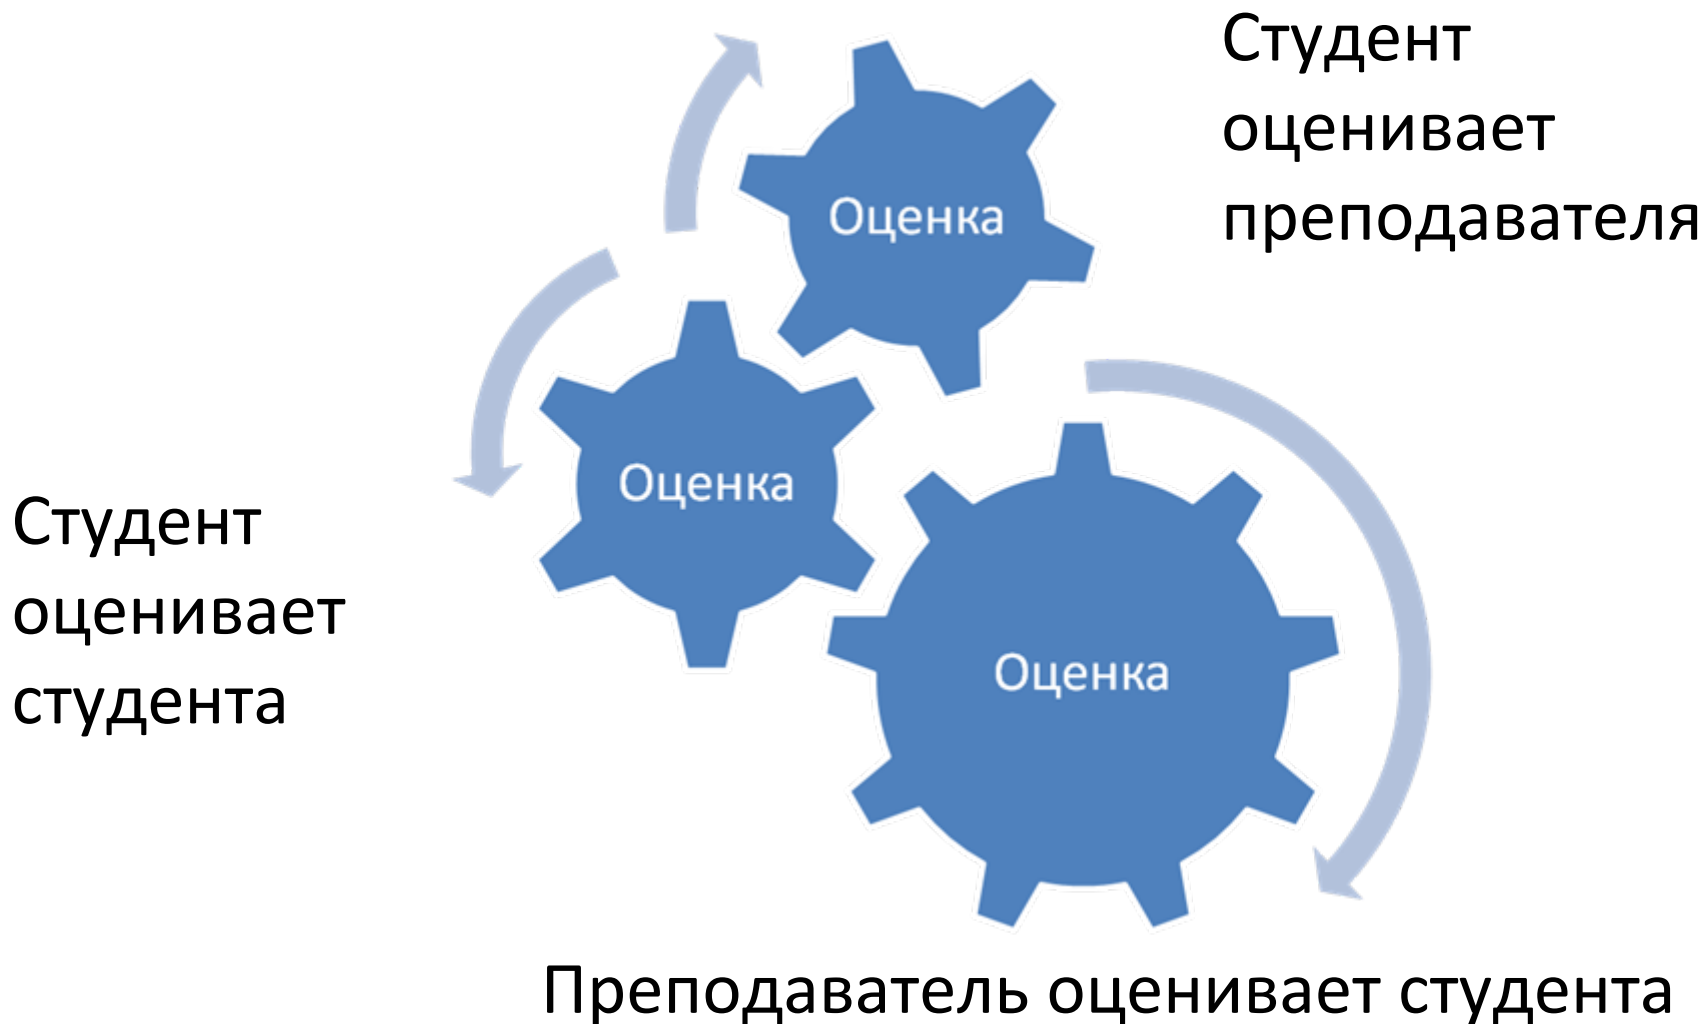 Студент
оценивает
преподавателя
Оценка
Оценка
Студент
оценивает
студента
Оценка
Преподаватель оценивает студента